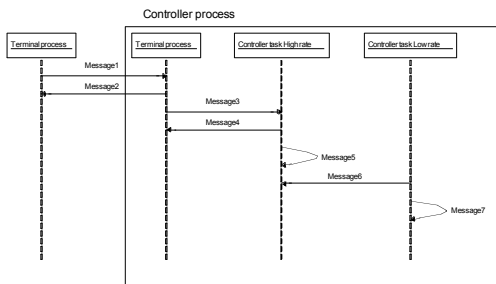 Controller process
Terminal process
Terminal process
Controller task High rate
Controller task Low rate
Message1
Message2
Message3
Message4
Message5
Message6
Message7